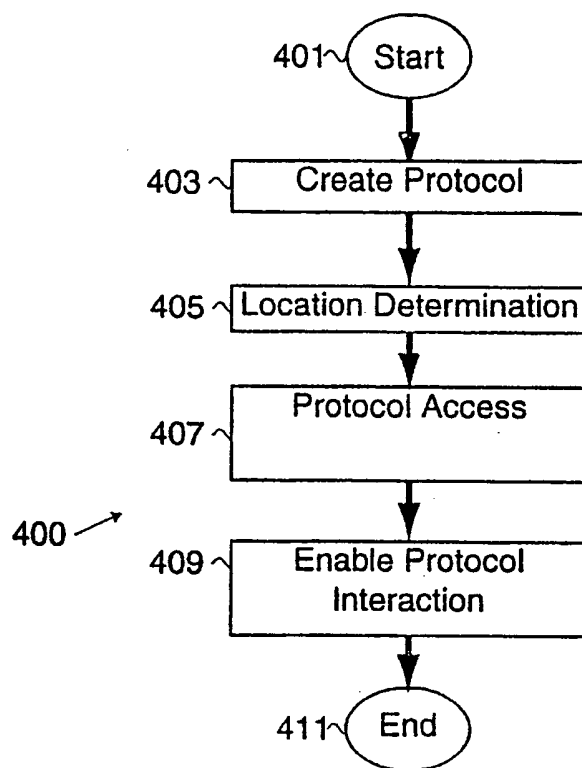 401 Start
403 Create Protocol
405 Location Determination
Protocol Access
407
400
409 Enable Protocol
Interaction
411 End